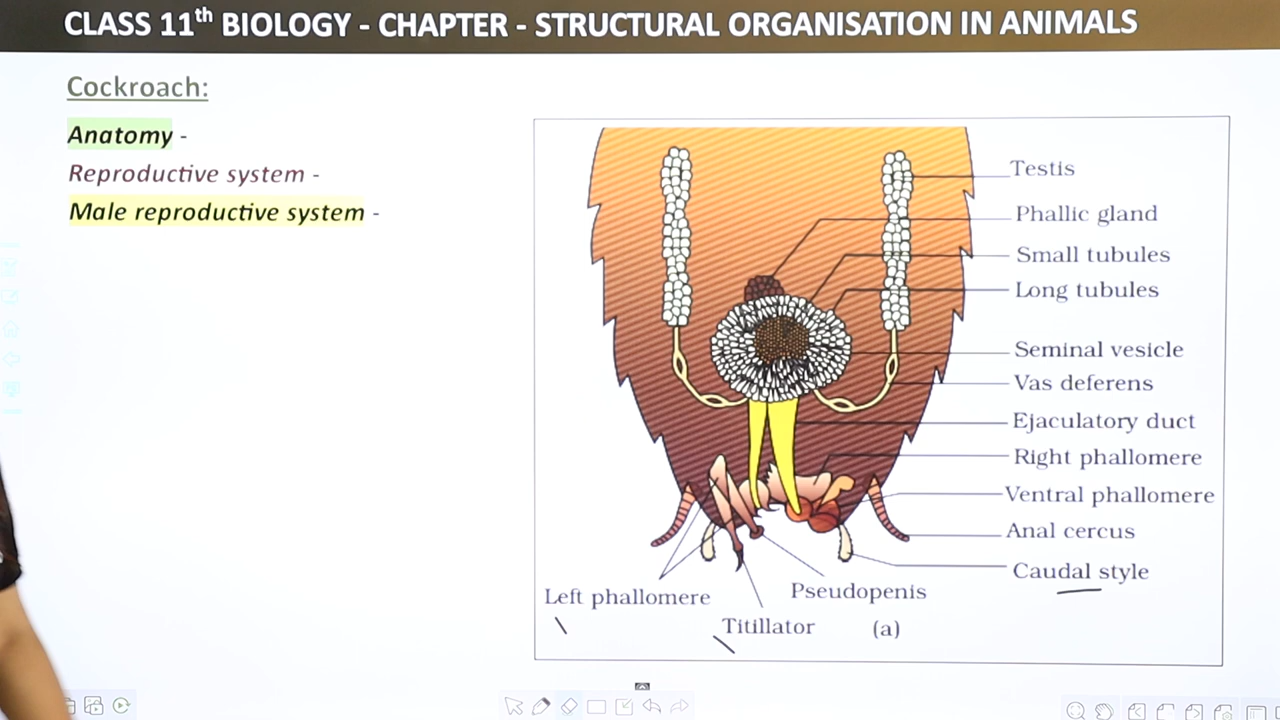 CLASS 11th BIOLOGY - CHAPTER - STRUCTURAL ORGANISATION IN ANIMALS
Cockroach:
Anatomy -
Reproductive system -
Male reproductive system -
Testis
Phallic gland
Small tubules
Long tubules
Seminal vesicle
Vas deferens
Ejaculatory duct
Right phallomere
Ventral phallomere
Anal cercus
Caudal style
Left phallomere
Pseudopenis
Titillator
(a)